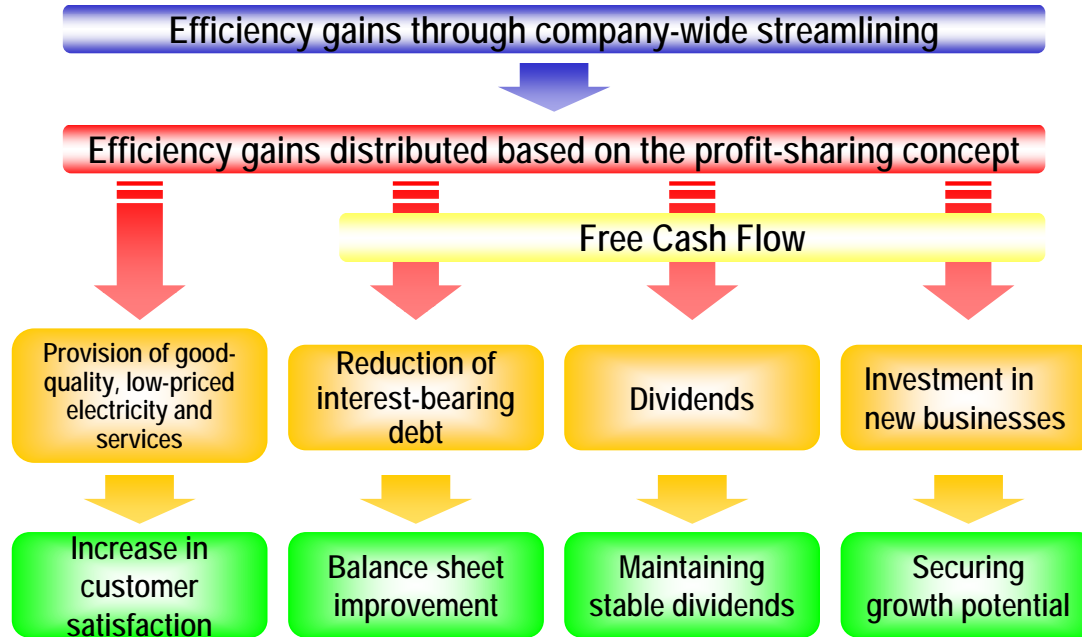 Efficiency gains through company-wide streamlining
Efficiency gains distributed based on the profit-sharing concept
Free Cash Flow
Provision of good-
quality, low-priced
electricity and
services
Reduction of
interest-bearing
debt
Dividends
Investment in
new businesses
Increase in
customer
satisfaction
Balance sheet
improvement
Maintaining
stable dividends
Securing
growth potential